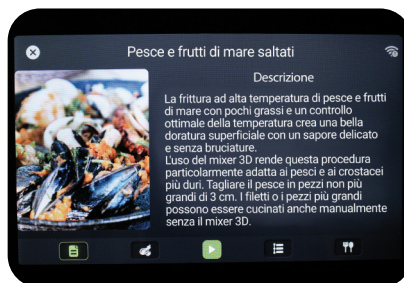 Pesce e frutti di mare saltati
Descrizione
La frittura ad alta temperatura di pesce e frutti
di mare con pochi grassi e un controllo
ottimale della temperatura crea una bella
doratura superficiale con un sapore delicato
e senza bruciature.
L'uso del mixer 3D rende questa procedura
particolarmente adatta ai pesci e ai crostacei
più duri. Tagliare il pesce in pezzi non più
grandi di 3 cm. I filetti o i pezzi più grandi
possono essere cucinati anche manualmente
senza il mixer 3D.